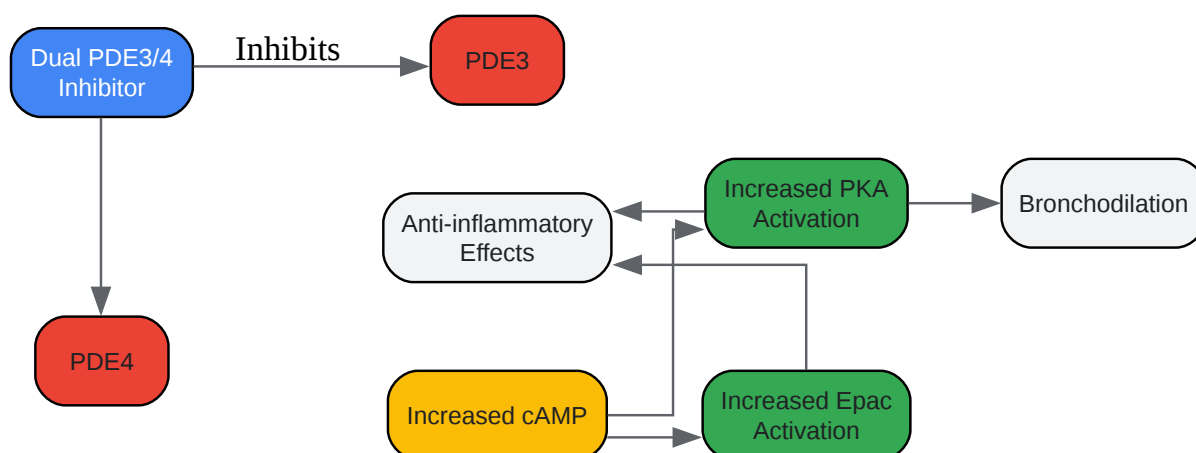 Dual PDE3/4
Inhibitor
Inhibits
PDE3
Increased PKA
Activation
Bronchodilation
Anti-inflammatory
Effects
PDE4
Increased cAMP
Increased Epac
Activation